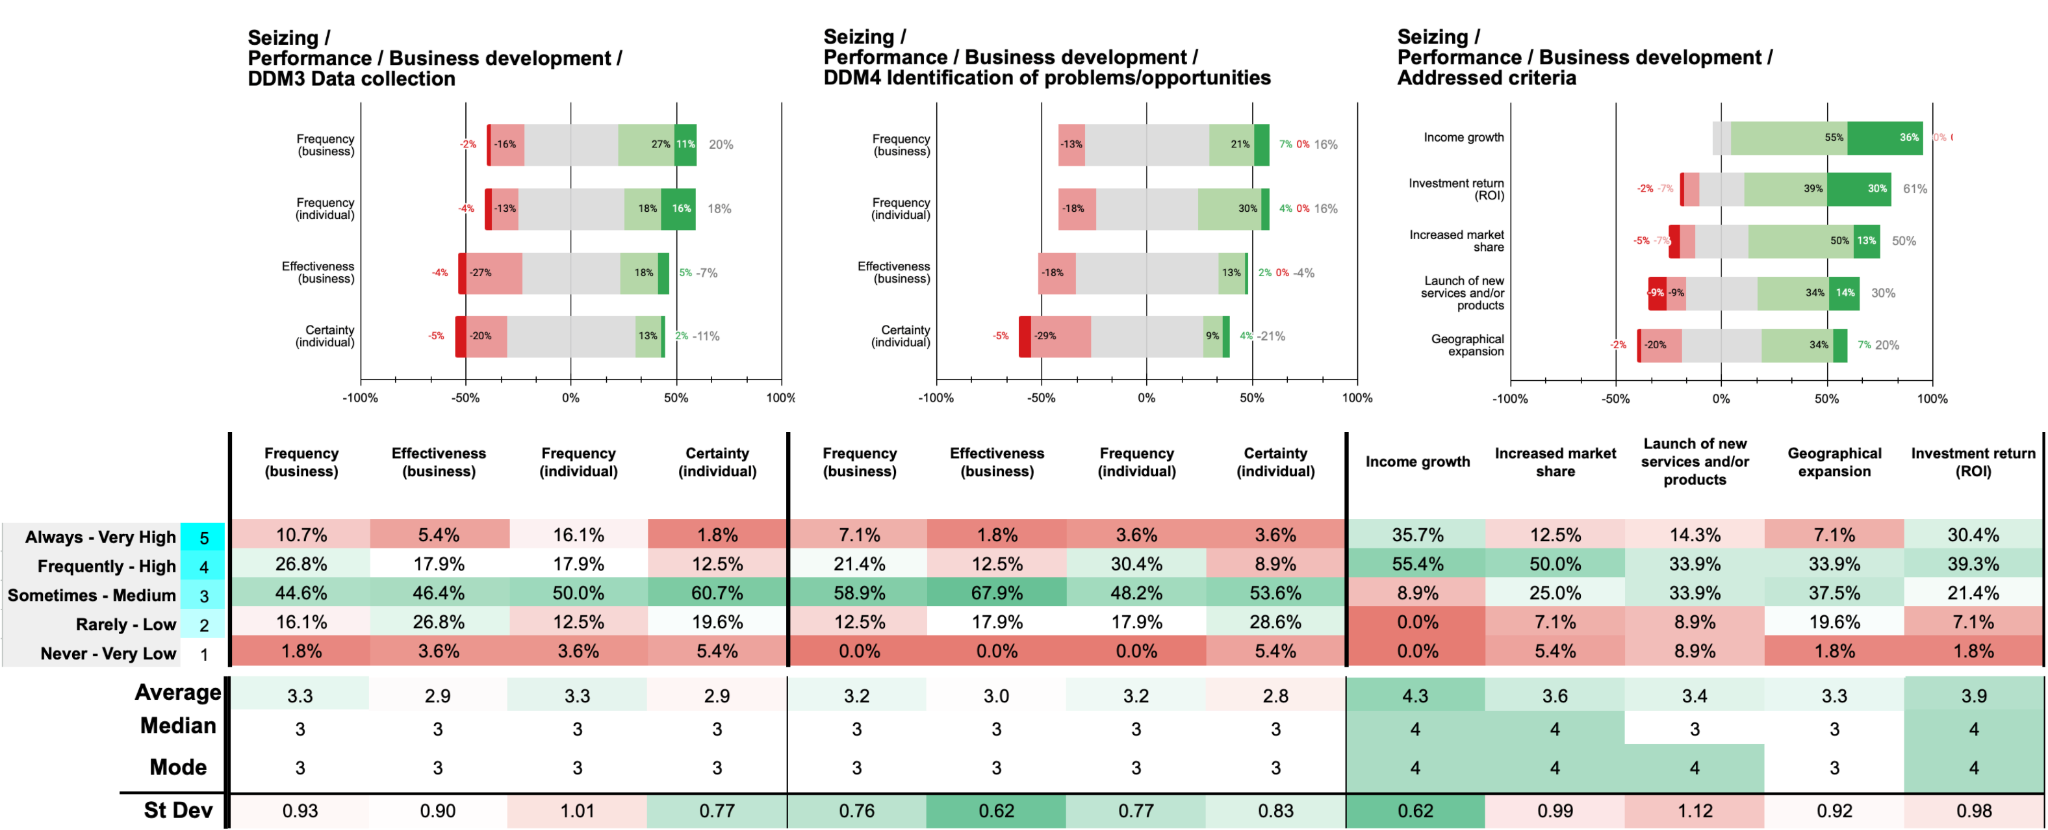 Seizing /
Performance / Business development /
DDM3 Data collection
Frequency
(business)
-2% -16% 27% 11% 20%
Frequency
(individual)
-4% -13% 18% 16% 18%
Effectiveness
(business)
-4% -27% 18% 5% -7%
Certainty
(individual)
-5% -20% 13% 2% -11%
-100% -50% 0% 50% 100%
Seizing /
Performance / Business development /
DDM4 Identification of problems/opportunities
Frequency
(business)
-13% 21% 7% 0% 16%
Frequency
(individual)
-18% 30% 4% 0% 16%
Effectiveness
(business)
-18% 13% 2% 0% -4%
Certainty
(individual)
-5% -29% 9% 4% -21%
-100% -50% 0% 50% 100%
Seizing /
Performance / Business development /
Addressed criteria
Income growth
55% 36% 0%
Investment return
(ROI)
-2% -7% 39% 30% 61%
Increased market
share
-5% -7% 50% 13% 50%
Launch of new
services and/or
products
-9% -9% 34% 14% 30%
Geographical
expansion
-2% -20% 34% 7% 20%
-100% -50% 0% 50% 100%
Frequency (business) Effectiveness (business) Frequency (individual) Certainty (individual) Frequency (business) Effectiveness (business) Frequency (individual) Certainty (individual) Income growth Increased market share Launch of new services and/or products Geographical expansion Investment return (ROI)
Always - Very High 5 10.7% 5.4% 16.1% 1.8% 7.1% 1.8% 3.6% 3.6% 35.7% 12.5% 14.3% 7.1% 30.4%
Frequently - High 4 26.8% 17.9% 17.9% 12.5% 21.4% 12.5% 30.4% 8.9% 55.4% 50.0% 33.9% 33.9% 39.3%
Sometimes - Medium 3 44.6% 46.4% 50.0% 60.7% 58.9% 67.9% 48.2% 53.6% 8.9% 25.0% 33.9% 37.5% 21.4%
Rarely - Low 2 16.1% 26.8% 12.5% 19.6% 12.5% 17.9% 17.9% 28.6% 0.0% 7.1% 8.9% 19.6% 7.1%
Never - Very Low 1 1.8% 3.6% 3.6% 5.4% 0.0% 0.0% 0.0% 5.4% 0.0% 5.4% 8.9% 1.8% 1.8%
Average 3.3 2.9 3.3 2.9 3.2 3.0 3.2 2.8 4.3 3.6 3.4 3.3 3.9
Median 3 3 3 3 3 3 3 3 4 4 3 3 4
Mode 3 3 3 3 3 3 3 3 4 4 4 3 4
St Dev 0.93 0.90 1.01 0.77 0.76 0.62 0.77 0.83 0.62 0.99 1.12 0.92 0.98